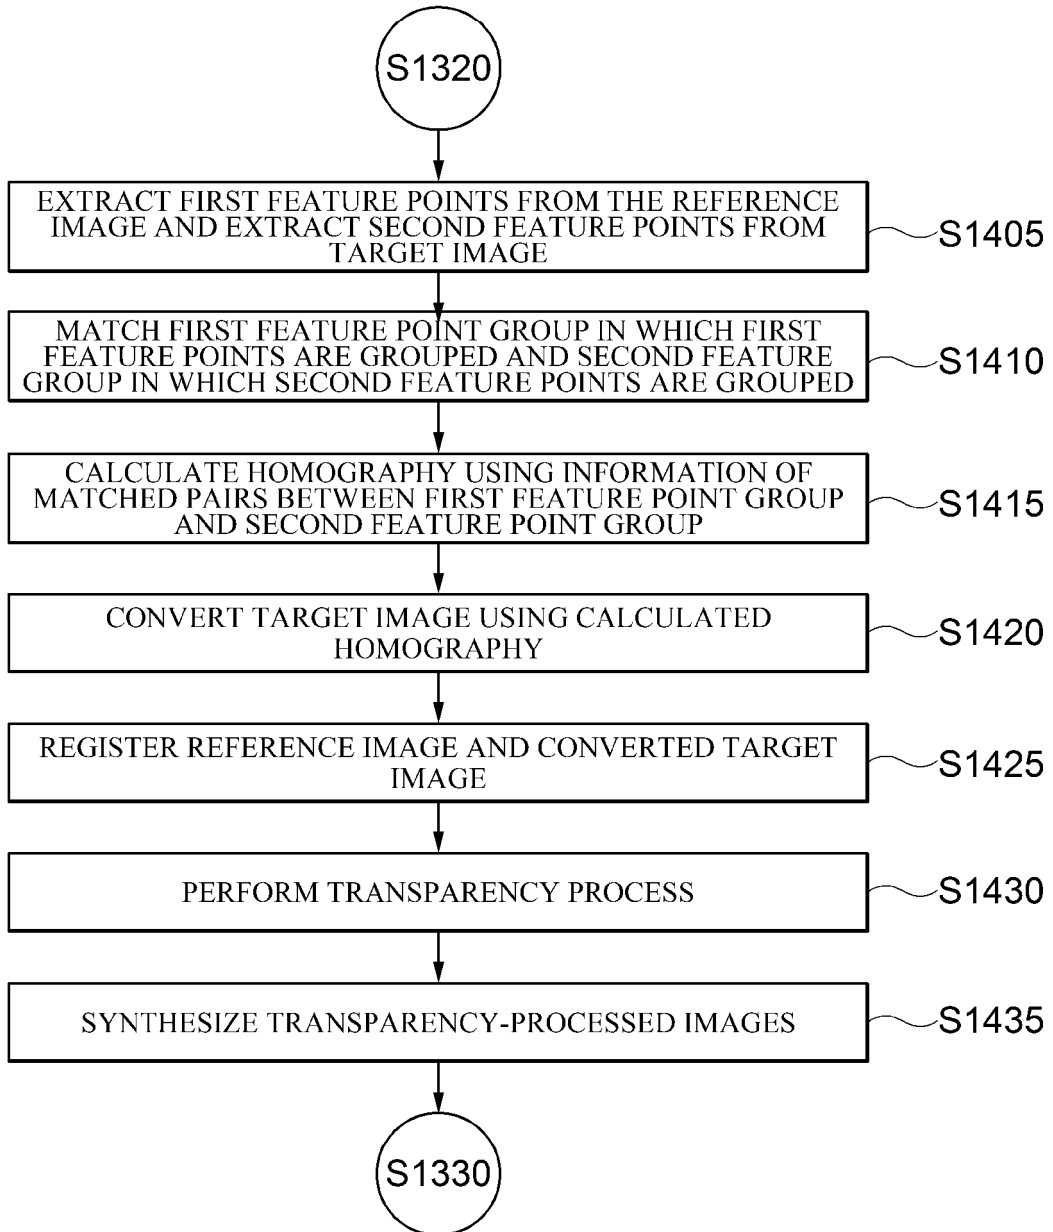 S1320
EXTRACT FIRST FEATURE POINTS FROM THE REFERENCE
IMAGE AND EXTRACT SECOND FEATURE POINTS FROM
TARGET IMAGE
S1405
MATCH FIRST FEATURE POINT GROUP IN WHICH FIRST
FEATURE POINTS ARE GROUPED AND SECOND FEATURE
GROUP IN WHICH SECOND FEATURE POINTS ARE GROUPED
S1410
CALCULATE HOMOGRAPHY USING INFORMATION OF
MATCHED PAIRS BETWEEN FIRST FEATURE POINT GROUP
AND SECOND FEATURE POINT GROUP
S1415
CONVERT TARGET IMAGE USING CALCULATED
HOMOGRAPHY
S1420
REGISTER REFERENCE IMAGE AND CONVERTED TARGET
IMAGE
S1425
PERFORM TRANSPARENCY PROCESS
S1430
SYNTHESIZE TRANSPARENCY-PROCESSED IMAGES
S1435
S1330